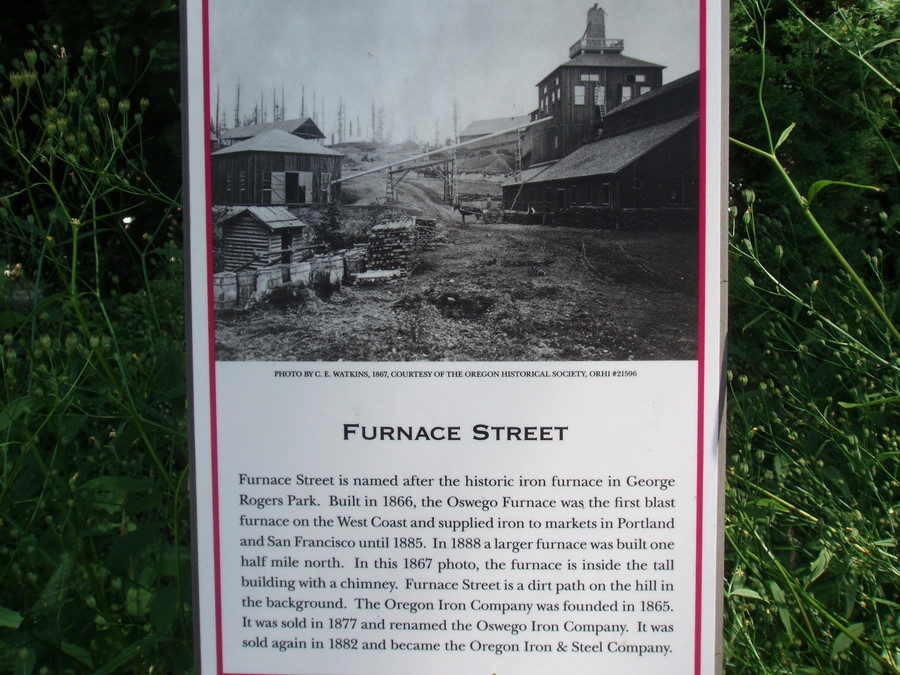 PHOTO BY C. E. WATKINS, 1867, COURTESY OF THE OREGON HISTORICAL SOCIETY, ORHI #21596
FURNACE STREET
Furnace Street is named after the historic iron furnace in George
Rogers Park. Built in 1866, the Oswego Furnace was the first blast
furnace on the West Coast and supplied iron to markets in Portland
and San Francisco until 1885. In 1888 a larger furnace was built one
half mile north. In this 1867 photo, the furnace is inside the tall
building with a chimney. Furnace Street is a dirt path on the hill in
the background. The Oregon Iron Company was founded in 1865.
It was sold in 1877 and renamed the Oswego Iron Company. It was
sold again in 1882 and became the Oregon Iron & Steel Company.